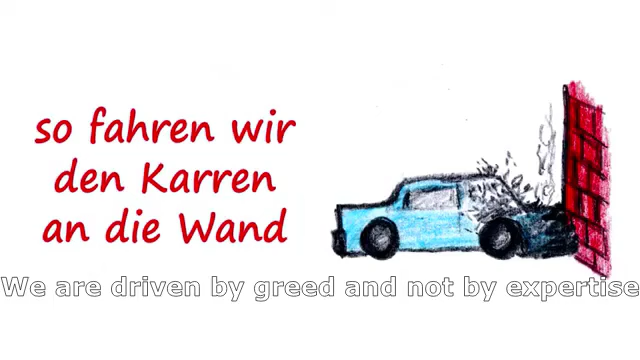 so fahren wir
den Karren
an die Wand
We are driven by greed and not by expertise